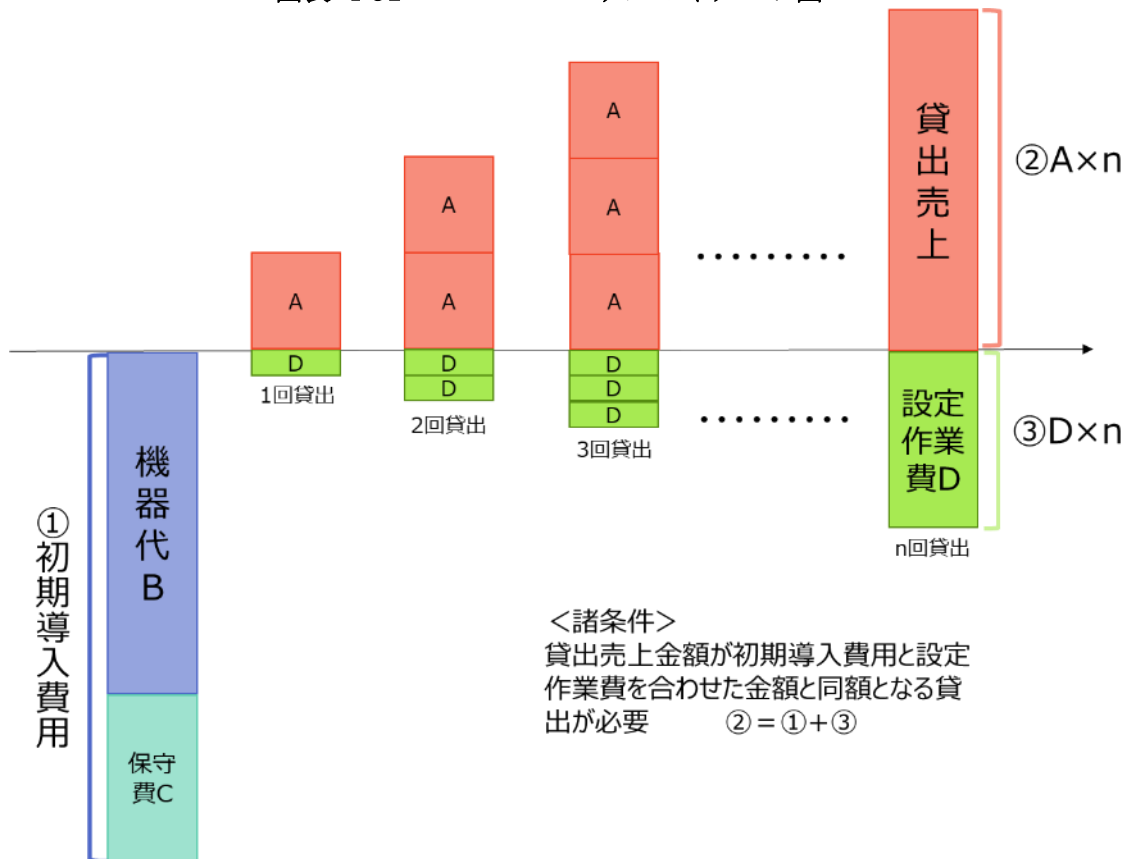 A
A
A
A
A
A
D
D
D
D
D
D
1回貸出
2回貸出
3回貸出
・・・・・・・・・
・・・・・・・・・
貸出売上
②A×n
設定
作業
費D
③D×n
n回貸出
①初期導入費用
機器代B
保守
費C
＜諸条件＞
貸出売上金額が初期導入費用と設定
作業費を合わせた金額と同額となる貸
出が必要 ②＝①＋③